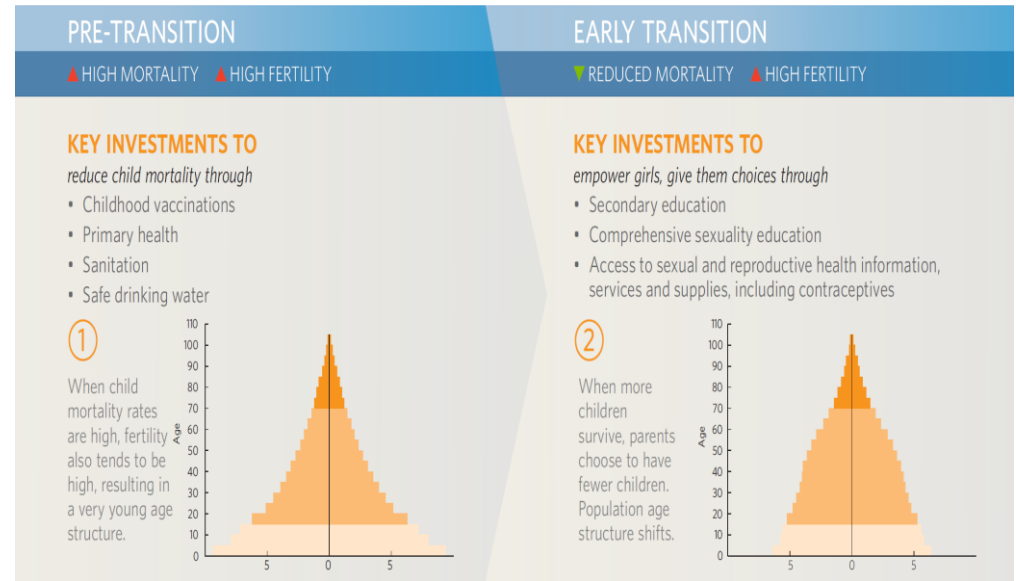 PRE-TRANSITION
▲HIGH MORTALITY ▲HIGH FERTILITY
KEY INVESTMENTS TO
reduce child mortality through
• Childhood vaccinations
• Primary health
• Sanitation
• Safe drinking water
1
When child
mortality rates
are high, fertility
also tends to be
high, resulting in
a very young age
structure.
110
100
90
80
70
60
50
40
30
20
10
0
Age
5 0 5
EARLY TRANSITION
▼REDUCED MORTALITY ▲HIGH FERTILITY
KEY INVESTMENTS TO
empower girls, give them choices through
• Secondary education
• Comprehensive sexuality education
• Access to sexual and reproductive health information,
services and supplies, including contraceptives
2
When more
children
survive, parents
choose to have
fewer children.
Population age
structure shifts.
110
100
90
80
70
60
50
40
30
20
10
0
Age
5 0 5